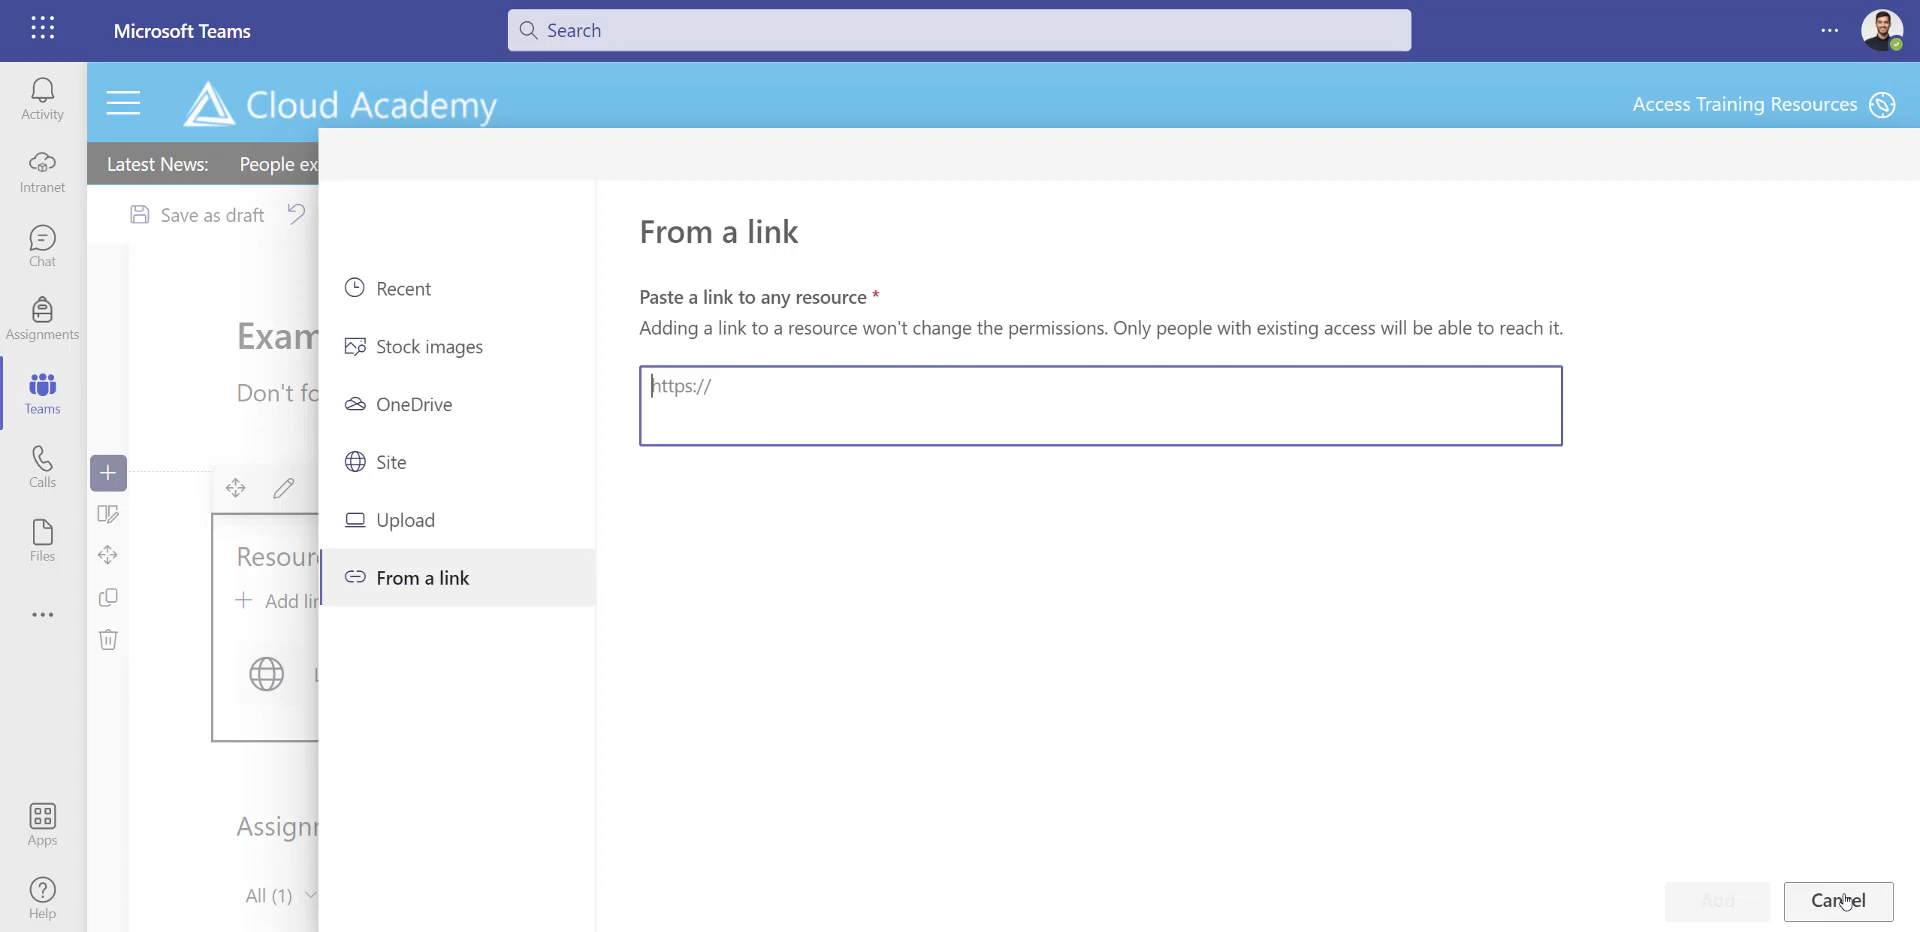 Microsoft Teams
Search
Activity
Intranet
Chat
Assignments
Teams
Calls
Files
Apps
Help
Cloud Academy
Access Training Resources
Latest News: People ex
Save as draft
Exam
Don't fo
Resour
Add lin
Assignm
All (1)
Recent
Stock images
OneDrive
Site
Upload
From a link
From a link
Paste a link to any resource *
Adding a link to a resource won't change the permissions. Only people with existing access will be able to reach it.
https://
Add
Cancel